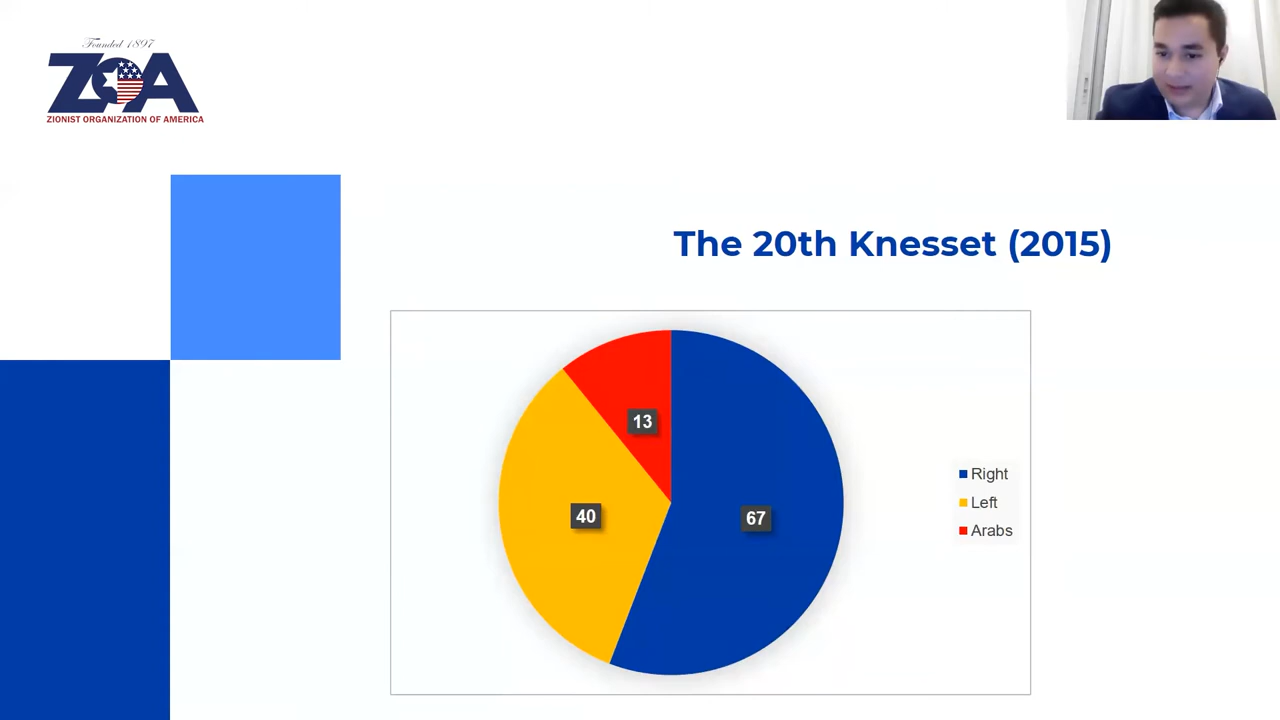 Founded 1897
ZOA
ZIONIST ORGANIZATION OF AMERICA
The 20th Knesset (2015)
13
40
67
Right
Left
Arabs